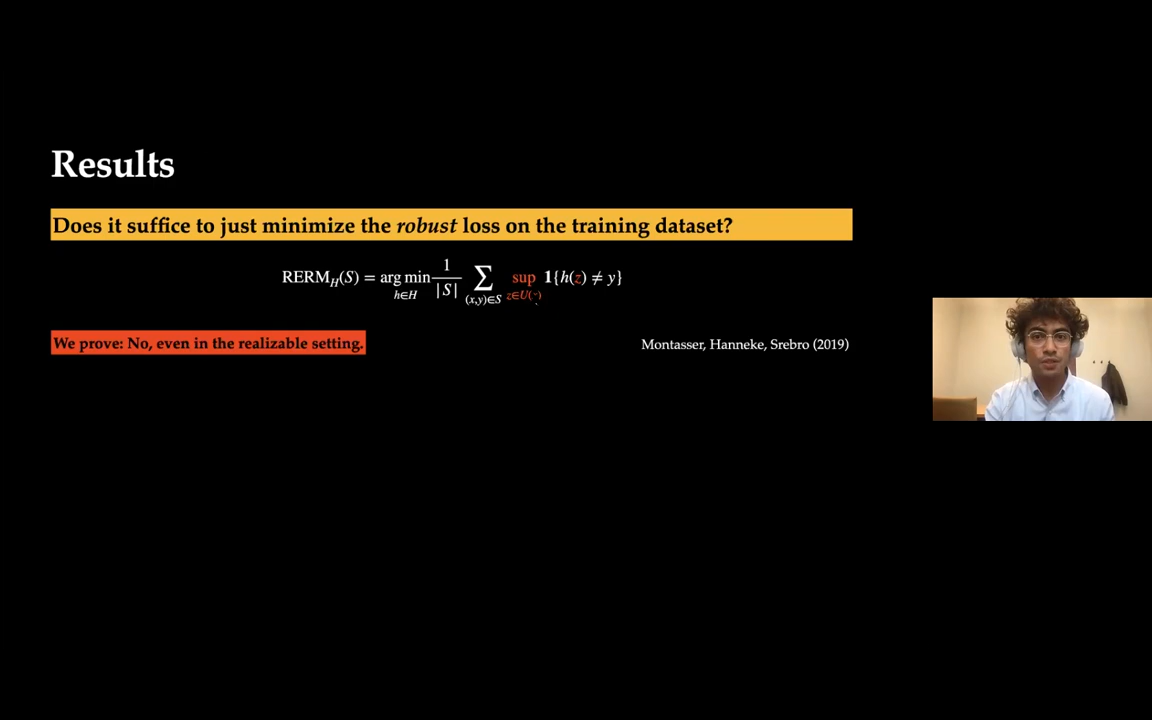 Results
Does it suffice to just minimize the robust loss on the training dataset?
RERM_H(S) = arg min_{h∈H} 1/|S| ∑_{(x,y)∈S} sup_{z∈U( )} 1{h(z) ≠ y}
We prove: No, even in the realizable setting.
Montasser, Hanneke, Srebro (2019)